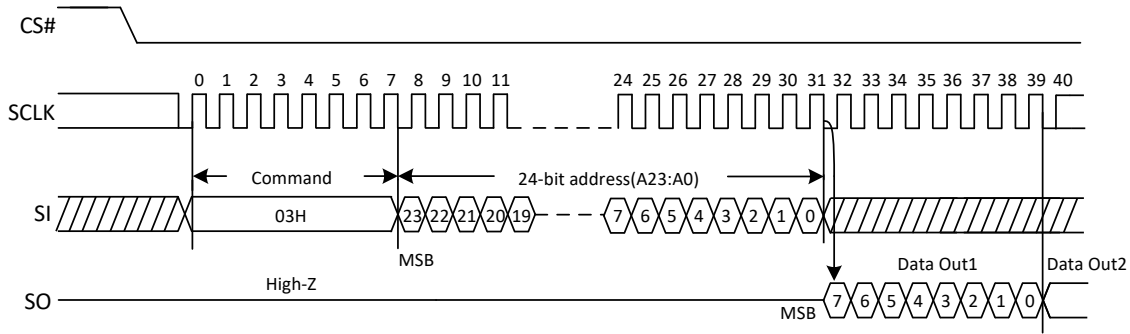 CS#
0 1 2 3 4 5 6 7 8 9 10 11 24 25 26 27 28 29 30 31 32 33 34 35 36 37 38 39 40
SCLK
Command 24-bit address(A23:A0)
SI 03H 23 22 21 20 19 7 6 5 4 3 2 1 0
MSB Data Out1 Data Out2
High-Z
SO MSB 7 6 5 4 3 2 1 0